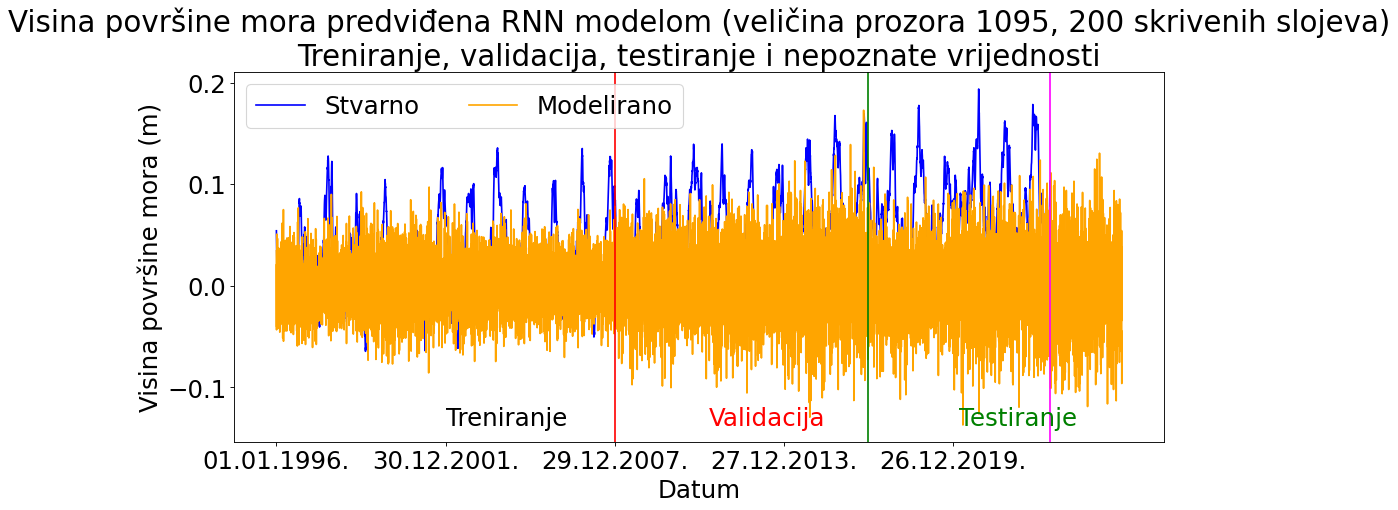 Visina površine mora predviđena RNN modelom (veličina prozora 1095, 200 skrivenih slojeva)
Treniranje, validacija, testiranje i nepoznate vrijednosti
Stvarno
Modelirano
Visina površine mora (m)
0.2
0.1
0.0
−0.1
Treniranje
Validacija
Testiranje
01.01.1996.
30.12.2001.
29.12.2007.
27.12.2013.
26.12.2019.
Datum